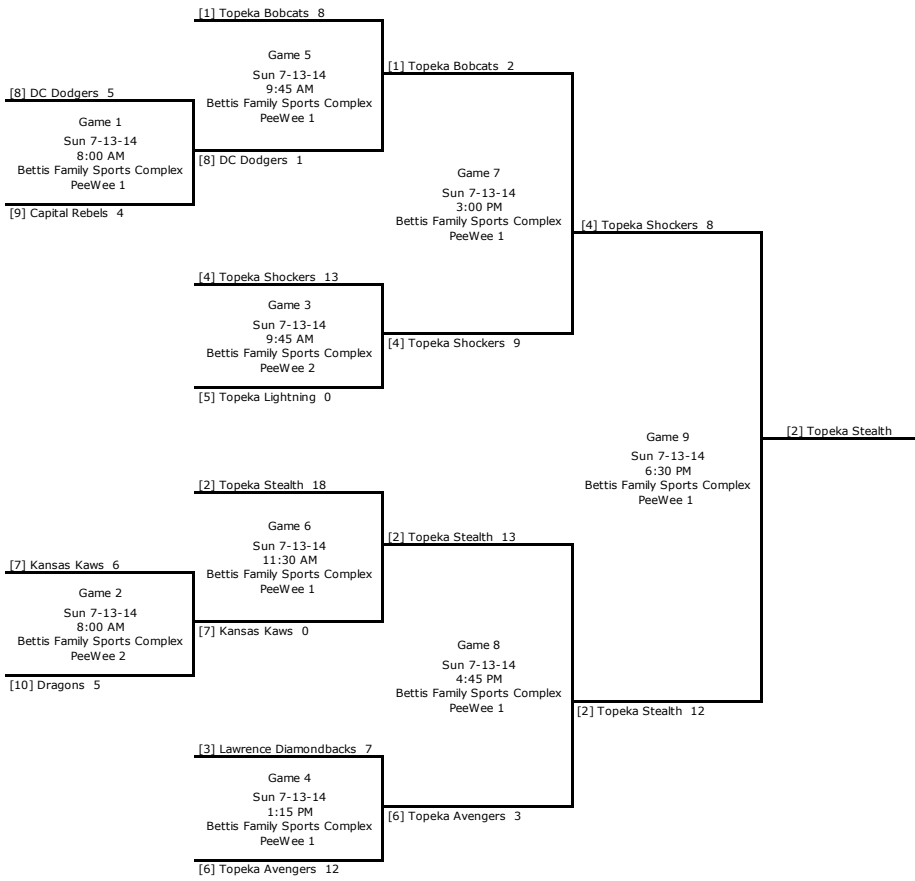 [1] Topeka Bobcats 8
Game 5
Sun 7-13-14
9:45 AM
Bettis Family Sports Complex
PeeWee 1
[1] Topeka Bobcats 2
[8] DC Dodgers 5
Game 1
Sun 7-13-14
8:00 AM
Bettis Family Sports Complex
PeeWee 1
[8] DC Dodgers 1
[9] Capital Rebels 4
Game 7
Sun 7-13-14
3:00 PM
Bettis Family Sports Complex
PeeWee 1
[4] Topeka Shockers 8
[4] Topeka Shockers 13
Game 3
Sun 7-13-14
9:45 AM
Bettis Family Sports Complex
PeeWee 2
[4] Topeka Shockers 9
[5] Topeka Lightning 0
Game 9
Sun 7-13-14
6:30 PM
Bettis Family Sports Complex
PeeWee 1
[2] Topeka Stealth
[2] Topeka Stealth 18
Game 6
Sun 7-13-14
11:30 AM
Bettis Family Sports Complex
PeeWee 1
[2] Topeka Stealth 13
[7] Kansas Kaws 6
Game 2
Sun 7-13-14
8:00 AM
Bettis Family Sports Complex
PeeWee 2
[7] Kansas Kaws 0
[10] Dragons 5
Game 8
Sun 7-13-14
4:45 PM
Bettis Family Sports Complex
PeeWee 1
[2] Topeka Stealth 12
[3] Lawrence Diamondbacks 7
Game 4
Sun 7-13-14
1:15 PM
Bettis Family Sports Complex
PeeWee 1
[6] Topeka Avengers 3
[6] Topeka Avengers 12